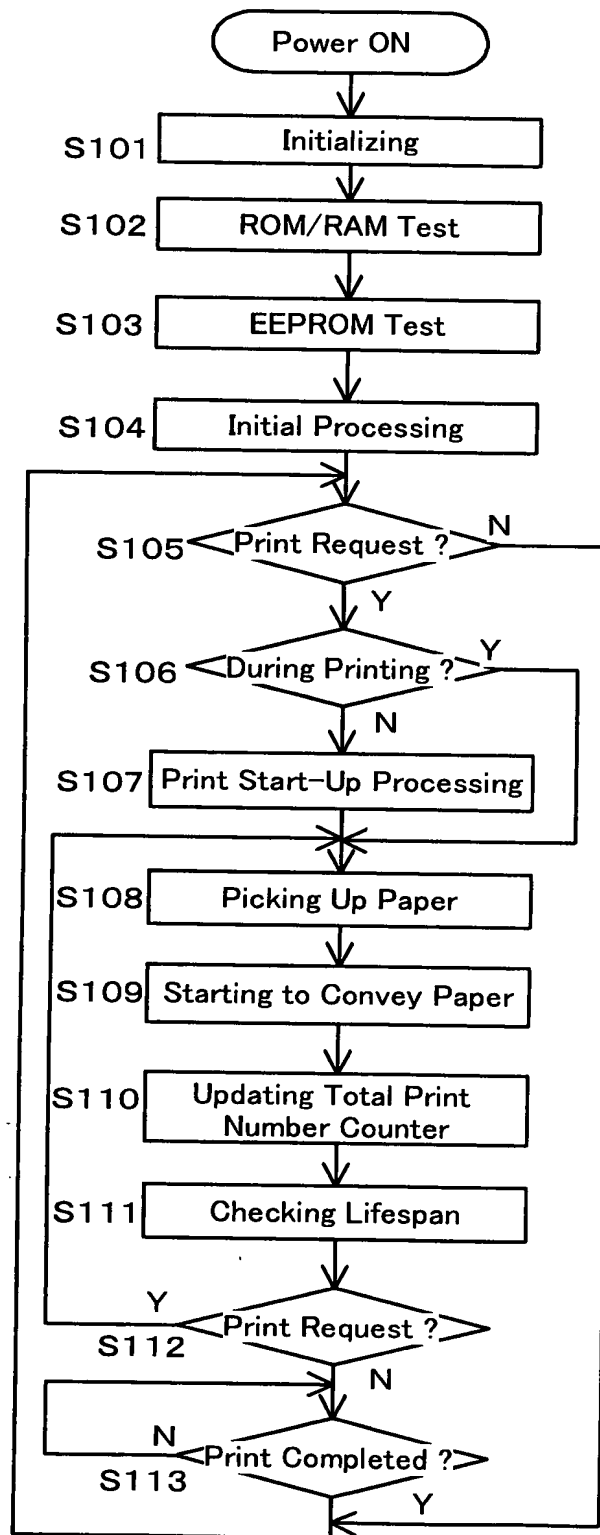 Power ON
S101 Initializing
S102 ROM/RAM Test
S103 EEPROM Test
S104 Initial Processing
S105 Print Request ? N
Y
S106 During Printing ? Y
N
S107 Print Start-Up Processing
S108 Picking Up Paper
S109 Starting to Convey Paper
S110 Updating Total Print
Number Counter
S111 Checking Lifespan
Y
Print Request ?
S112
N
N
Print Completed ?
S113
Y